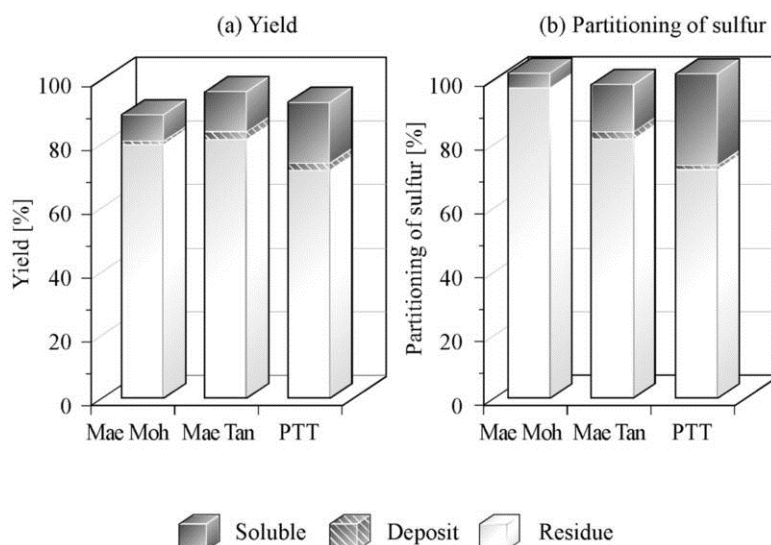 (a) Yield
(b) Partitioning of sulfur
Yield [%]
100
80
60
40
20
0
Mae Moh
Mae Tan
PTT
Partitioning of sulfur [%]
100
80
60
40
20
0
Mae Moh
Mae Tan
PTT
Soluble
Deposit
Residue